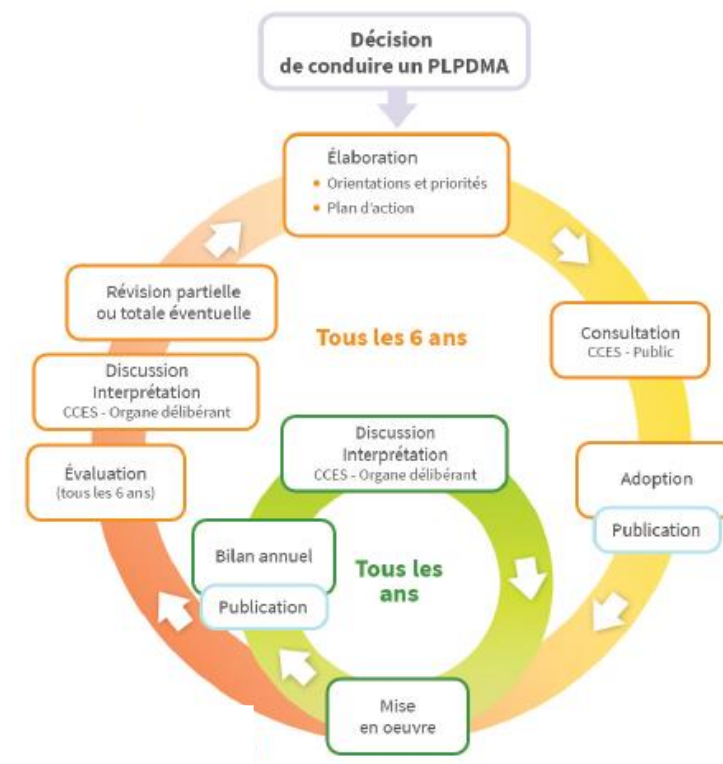 Décision
de conduire un PLPDMA
Élaboration
• Orientations et priorités
• Plan d'action
Consultation
CCES - Public
Adoption
Publication
Mise
en oeuvre
Bilan annuel
Publication
Discussion
Interprétation
CCES - Organe délibérant
Tous les
ans
Évaluation
(tous les 6 ans)
Discussion
Interprétation
CCES - Organe délibérant
Révision partielle
ou totale éventuelle
Tous les 6 ans